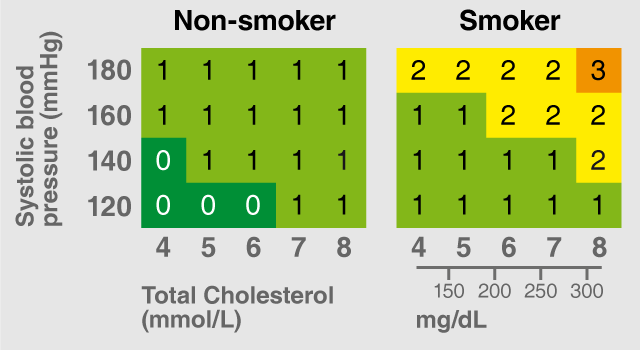 Non-smoker Smoker
Systolic blood
pressure (mmHg)
180 1 1 1 1 1 2 2 2 2 3
160 1 1 1 1 1 1 1 2 2 2
140 0 1 1 1 1 1 1 1 1 2
120 0 0 0 1 1 1 1 1 1 1
4 5 6 7 8 4 5 6 7 8
150 200 250 300
Total Cholesterol
(mmol/L)
mg/dL